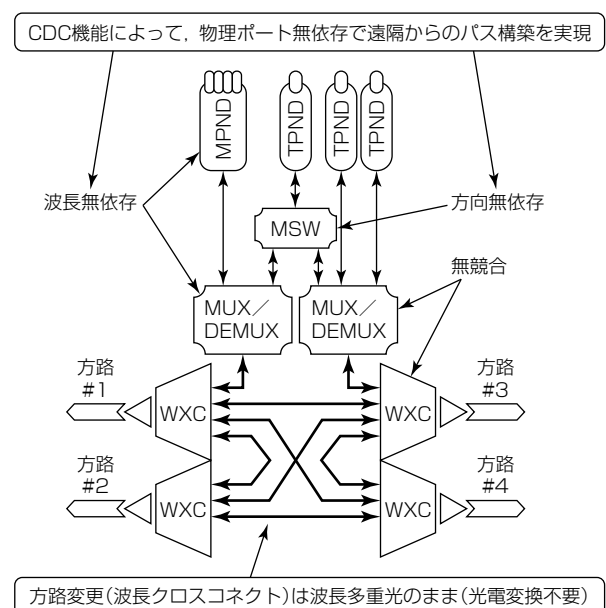 CDC機能によって，物理ポート無依存で遠隔からのパス構築を実現
MPND
TPND
TPND
TPND
波長無依存
方向無依存
MSW
無競合
MUX／
DEMUX
MUX／
DEMUX
方路
#1
WXC
WXC
方路
#3
方路
#2
WXC
WXC
方路
#4
方路変更(波長クロスコネクト)は波長多重光のまま(光電変換不要)